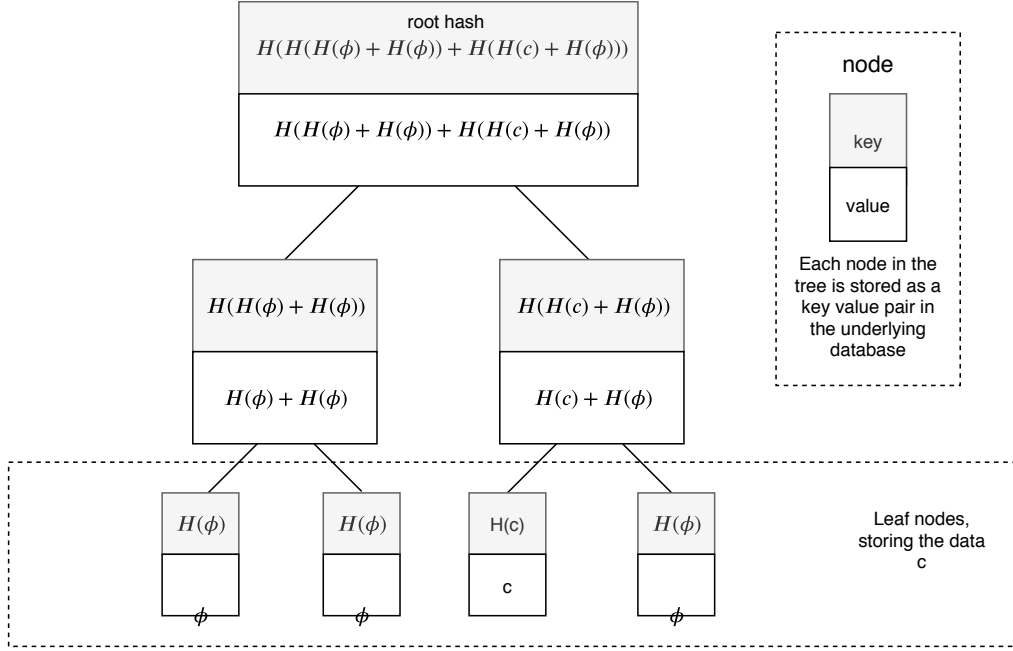 root hash
H(H(H(ϕ) + H(ϕ)) + H(H(c) + H(ϕ)))
H(H(ϕ) + H(ϕ)) + H(H(c) + H(ϕ))
node
key
value
Each node in the
tree is stored as a
key value pair in
the underlying
database
H(H(ϕ) + H(ϕ))
H(H(c) + H(ϕ))
H(ϕ) + H(ϕ)
H(c) + H(ϕ)
H(ϕ)
H(ϕ)
H(c)
H(ϕ)
ϕ
ϕ
c
ϕ
Leaf nodes,
storing the data
c